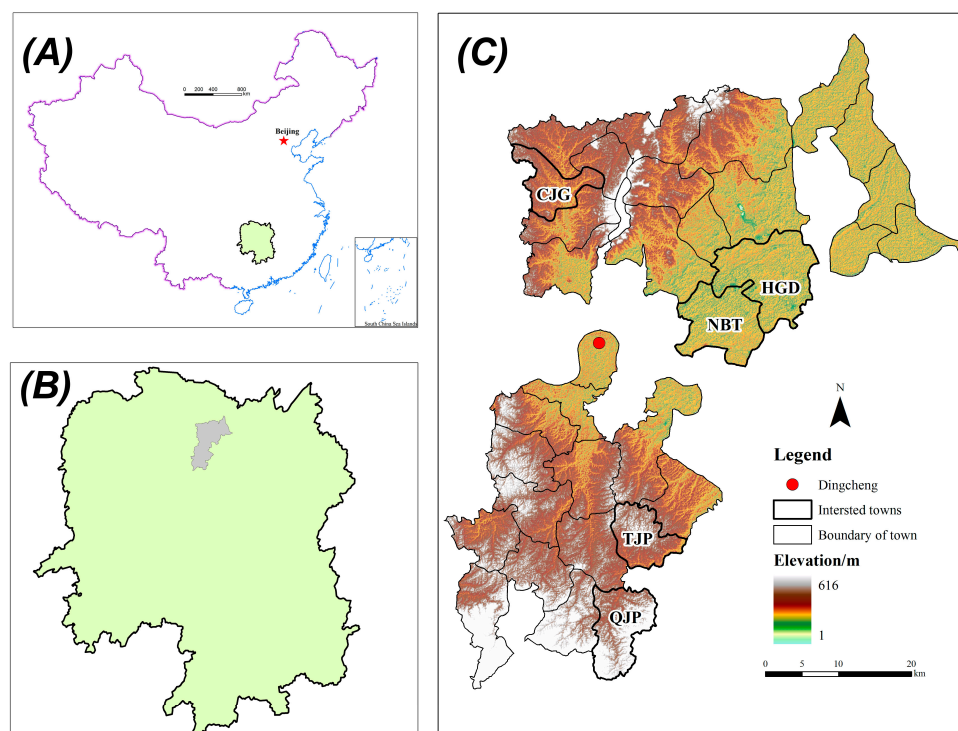 (A)
0 200 400 800
km
Beijing
South China Sea Islands
(B)
(C)
CJG
HGD
NBT
TJP
QJP
N
Legend
Dingcheng
Intersted towns
Boundary of town
Elevation/m
616
1
0 5 10 20
km